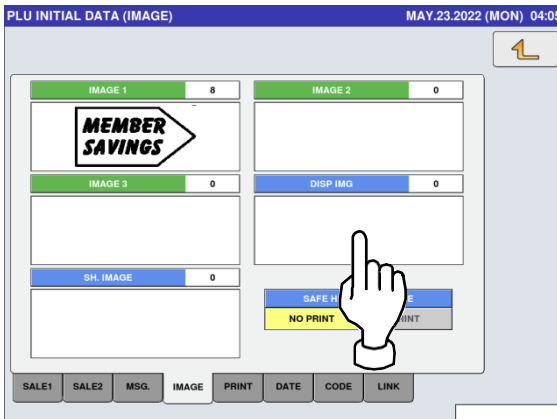 PLU INITIAL DATA (IMAGE) MAY.23.2022 (MON) 04:05
IMAGE 1 8 IMAGE 2 0
MEMBER
SAVINGS
IMAGE 3 0 DISP IMG 0
SH. IMAGE 0
SAFE H
NO PRINT
SALE1 SALE2 MSG. IMAGE PRINT DATE CODE LINK